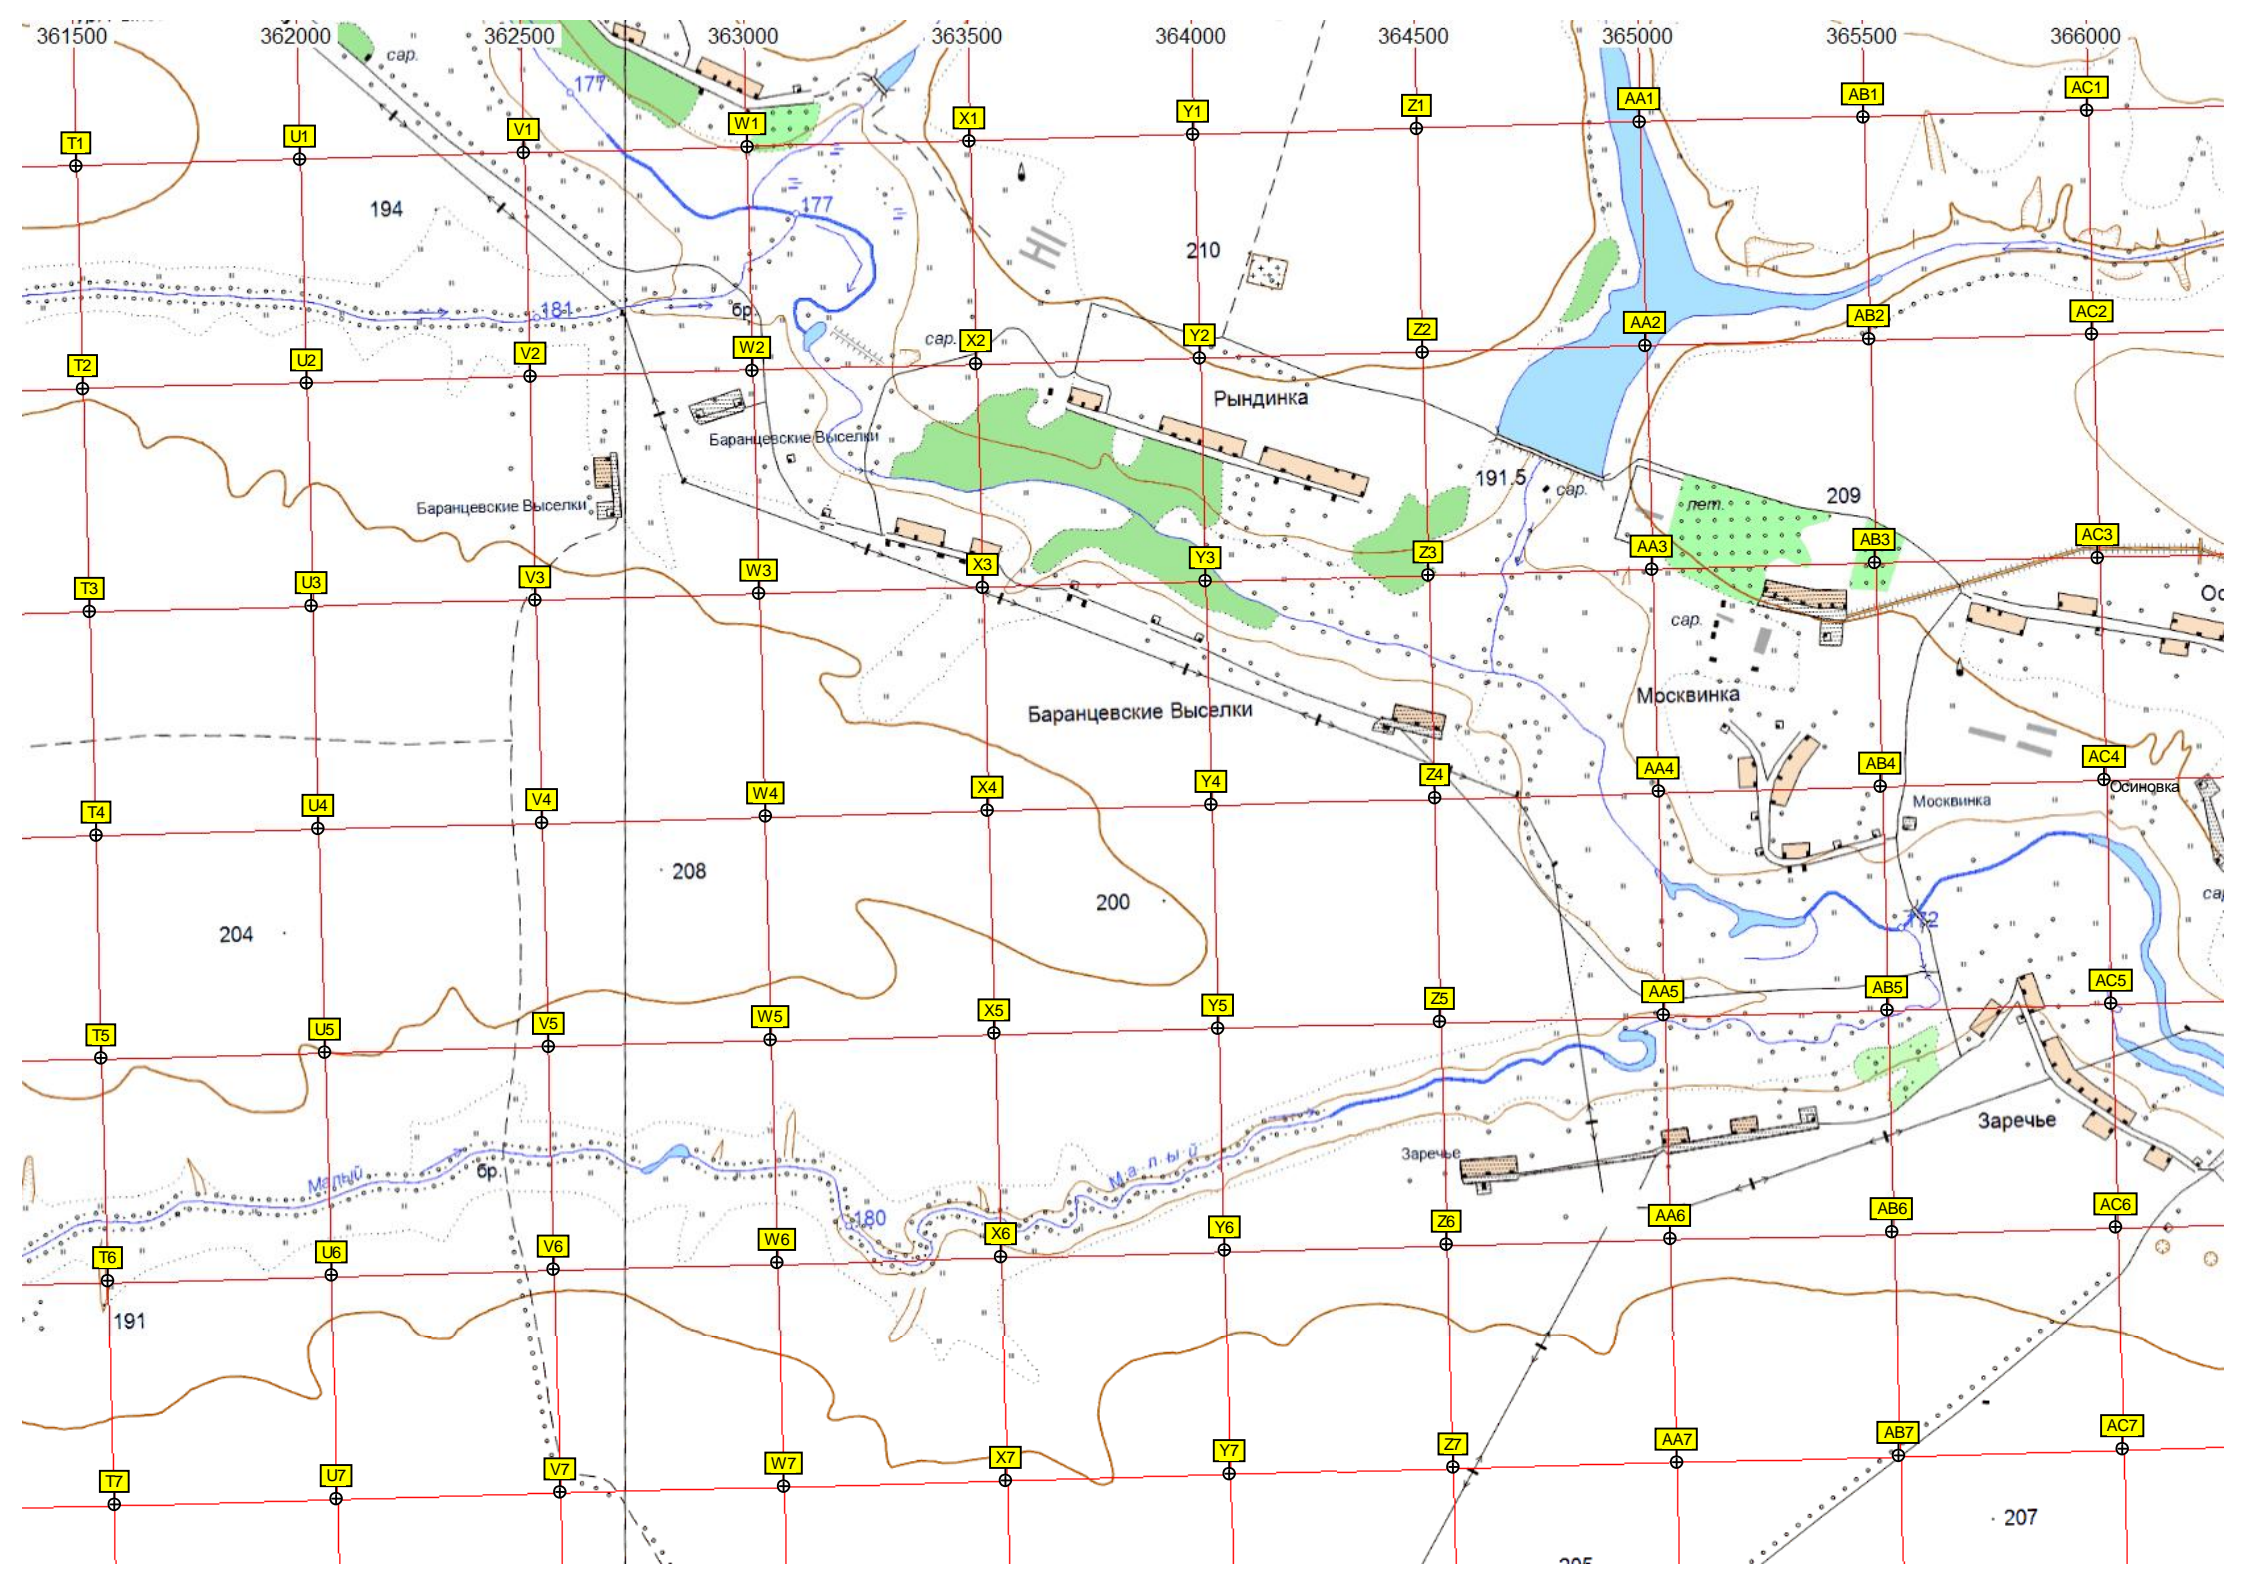 361500 362000 362500 363000 363500 364000 364500 365000 365500 366000
сар.
177
T1 U1 V1 W1 X1 Y1 Z1 AA1 AB1 AC1
194
177
210
181
бр.
сар.
T2 U2 V2 W2 X2 Y2 Z2 AA2 AB2 AC2
Рындинка
Баранцевские Выселки
191.5
сар.
лет.
209
Баранцевские Выселки
T3 U3 V3 W3 X3 Y3 Z3 AA3 AB3 AC3
Ос
сар.
Москвинка
Баранцевские Выселки
T4 U4 V4 W4 X4 Y4 Z4 AA4 AB4 AC4
Осиновка
Москвинка
208
200
204
172
T5 U5 V5 W5 X5 Y5 Z5 AA5 AB5 AC5
Заречье
Заречье
бр.
Малый
Малый
180
T6 U6 V6 W6 X6 Y6 Z6 AA6 AB6 AC6
191
T7 U7 V7 W7 X7 Y7 Z7 AA7 AB7 AC7
207